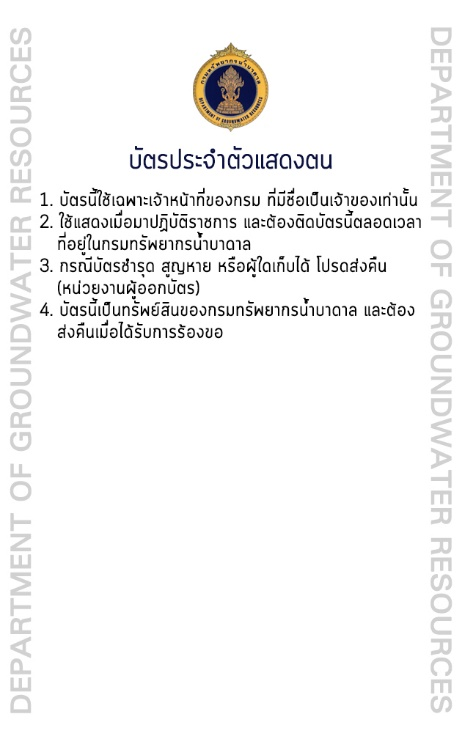 DEPARTMENT OF GROUNDWATER RESOURCES
กรมทรัพยากรน้ำบาดาล
DEPARTMENT OF GROUNDWATER RESOURCES
บัตรประจำตัวแสดงตน
1. บัตรนี้ใช้เฉพาะเจ้าหน้าที่ของกรม ที่มีชื่อเป็นเจ้าของเท่านั้น
2. ใช้แสดงเมื่อมาปฏิบัติราชการ และต้องติดบัตรนี้ตลอดเวลา
ที่อยู่ในกรมทรัพยากรน้ำบาดาล
3. กรณีบัตรชำรุด สูญหาย หรือผู้ใดเก็บได้ โปรดส่งคืน
(หน่วยงานผู้ออกบัตร)
4. บัตรนี้เป็นทรัพย์สินของกรมทรัพยากรน้ำบาดาล และต้อง
ส่งคืนเมื่อได้รับการร้องขอ
DEPARTMENT OF GROUNDWATER RESOURCES